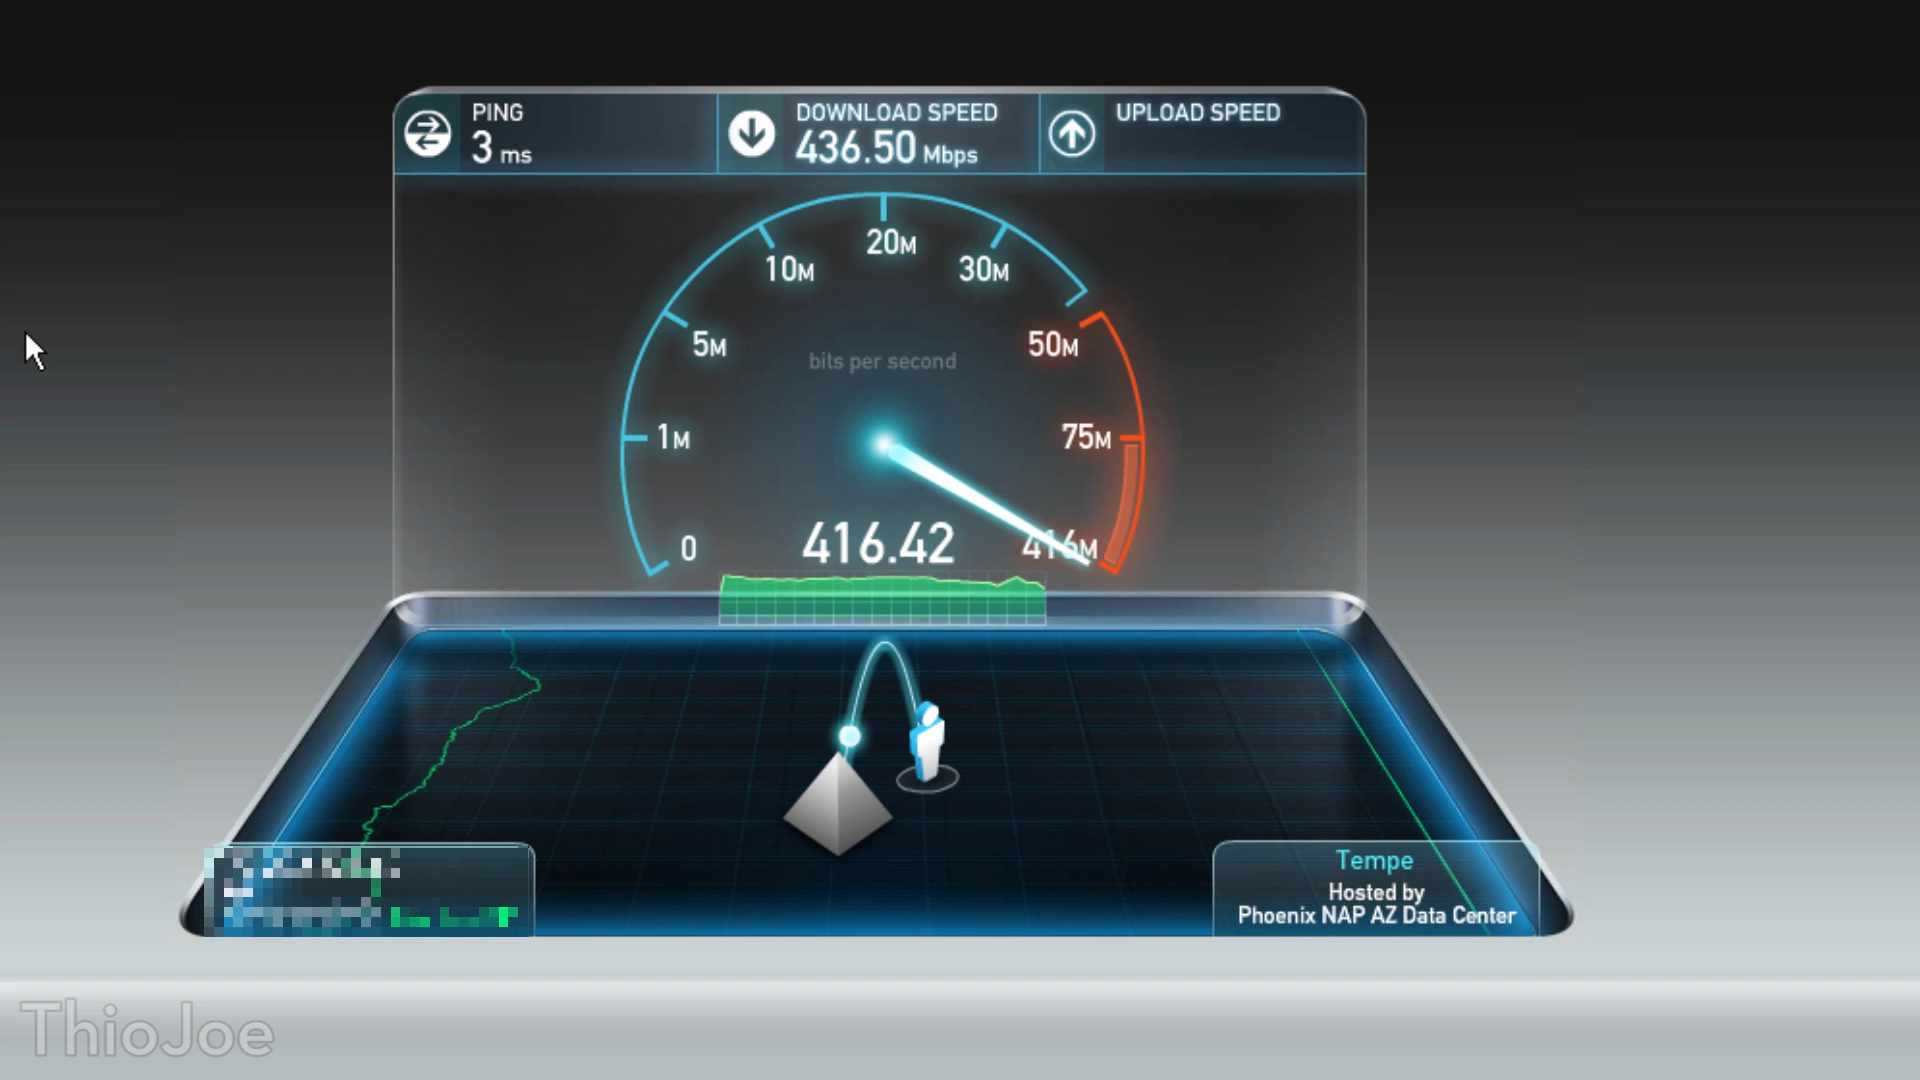 PING
3 ms
DOWNLOAD SPEED
436.50 Mbps
UPLOAD SPEED
20M
10M
30M
5M
50M
bits per second
1M
75M
0
416.42
416M
Tempe
Hosted by
Phoenix NAP AZ Data Center
ThioJoe